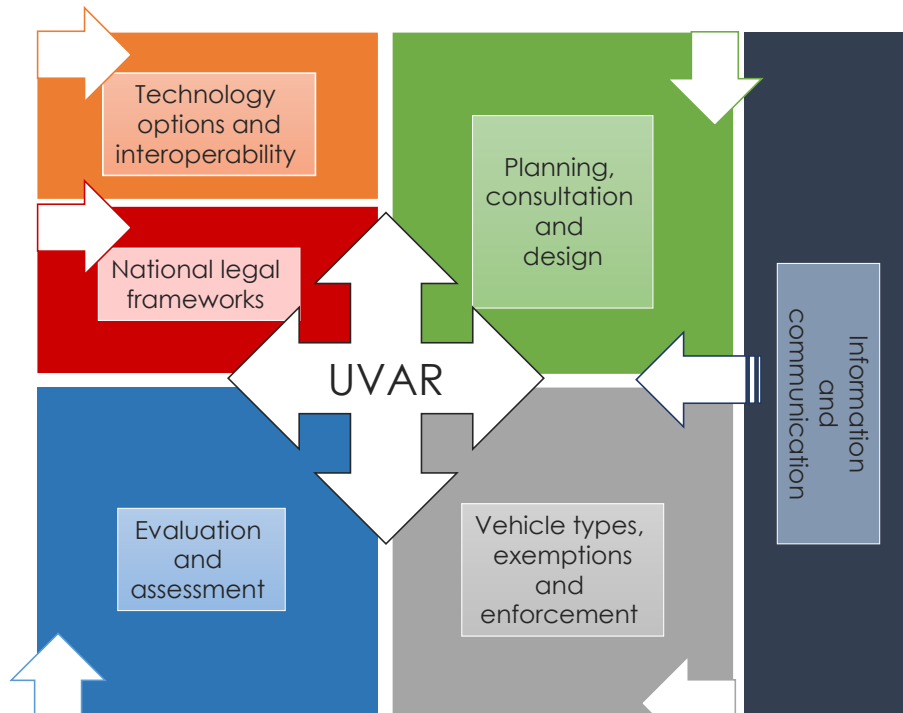 Technology
options and
interoperability
Planning,
consultation
and
design
National legal
frameworks
UVAR
Information
and
communication
Evaluation
and
assessment
Vehicle types,
exemptions
and
enforcement